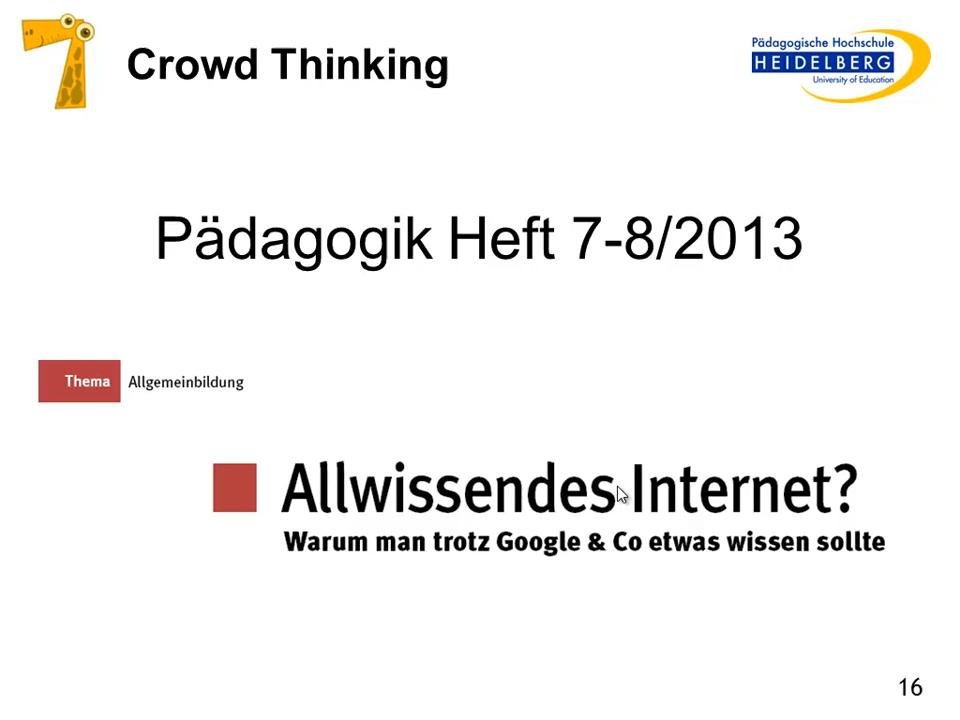 Crowd Thinking
Pädagogische Hochschule
HEIDELBERG
University of Education
Pädagogik Heft 7-8/2013
Thema Allgemeinbildung
Allwissendes Internet?
Warum man trotz Google & Co etwas wissen sollte
16